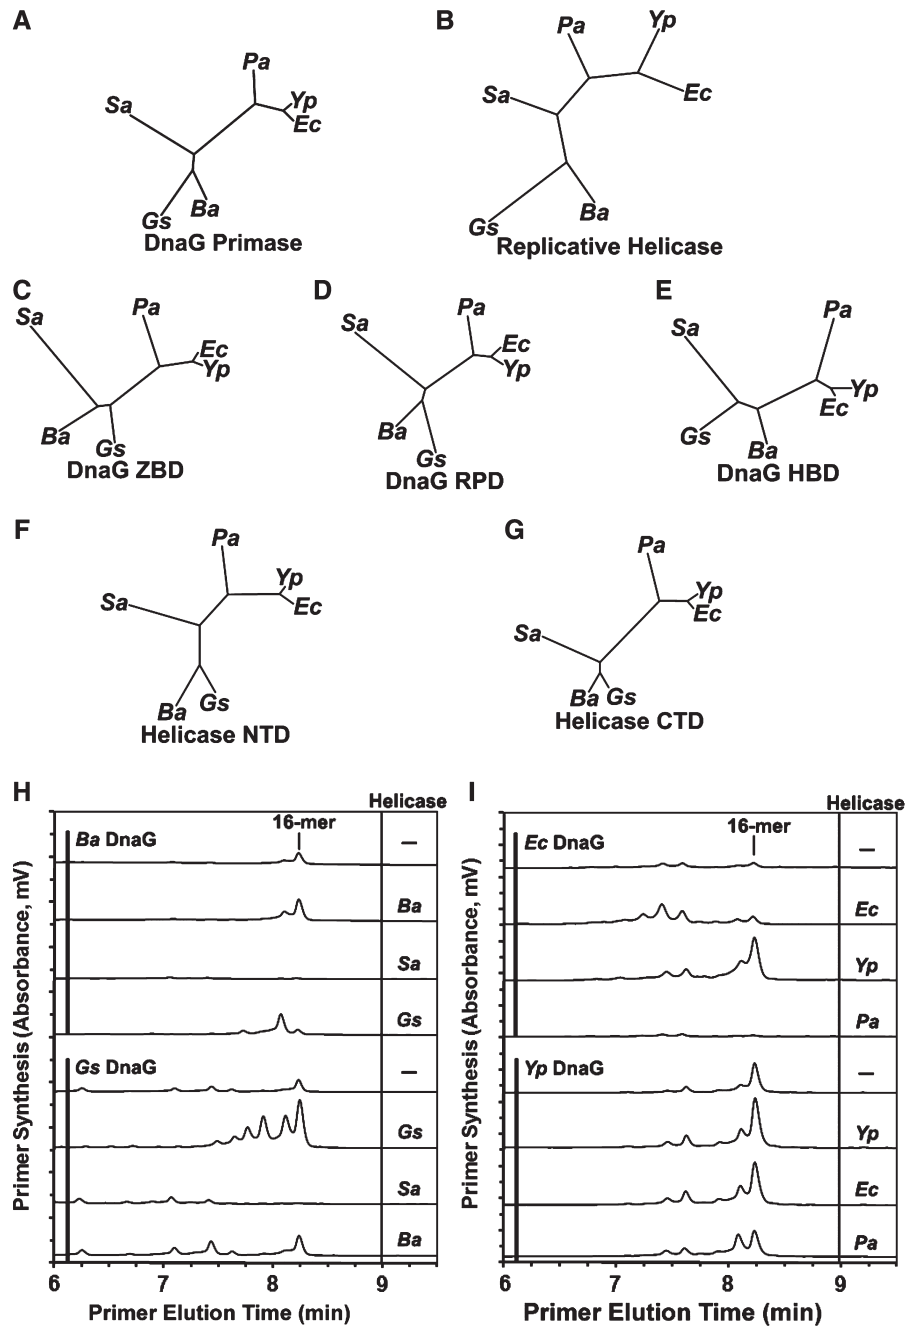 A
Pa
Yp
Ec
Sa
Gs
Ba
DnaG Primase
B
Pa
Yp
Ec
Sa
Gs
Ba
Replicative Helicase
C
Sa
Pa
Ec
Yp
Ba
Gs
DnaG ZBD
D
Sa
Pa
Ec
Yp
Ba
Gs
DnaG RPD
E
Sa
Pa
Yp
Ec
Gs
Ba
DnaG HBD
F
Pa
Yp
Ec
Sa
Ba
Gs
Helicase NTD
G
Pa
Yp
Ec
Sa
Ba Gs
Helicase CTD
H
Helicase
16-mer
Ba DnaG
–
Ba
Sa
Gs
Gs DnaG
–
Gs
Sa
Ba
Primer Synthesis (Absorbance, mV)
6 7 8 9
Primer Elution Time (min)
I
Helicase
16-mer
Ec DnaG
–
Ec
Yp
Pa
Yp DnaG
–
Yp
Ec
Pa
Primer Synthesis (Absorbance, mV)
6 7 8 9
Primer Elution Time (min)